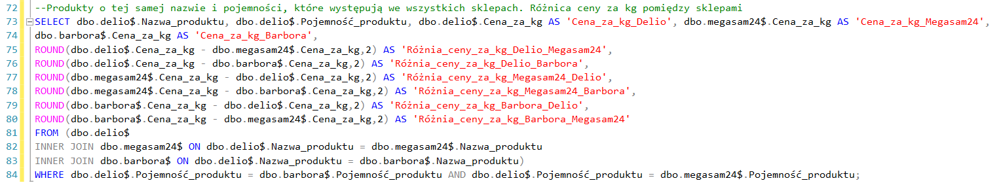 72 --Produkty o tej samej nazwie i pojemności, które występują we wszystkich sklepach. Różnica ceny za kg pomiędzy sklepami
73 SELECT dbo.delio$.Nazwa_produktu, dbo.delio$.Pojemność_produktu, dbo.delio$.Cena_za_kg AS 'Cena_za_kg_Delio', dbo.megasam24$.Cena_za_kg AS 'Cena_za_kg_Megasam24',
74 dbo.barbora$.Cena_za_kg AS 'Cena_za_kg_Barbora',
75 ROUND(dbo.delio$.Cena_za_kg - dbo.megasam24$.Cena_za_kg,2) AS 'Różnia_ceny_za_kg_Delio_Megasam24',
76 ROUND(dbo.delio$.Cena_za_kg - dbo.barbora$.Cena_za_kg,2) AS 'Różnia_ceny_za_kg_Delio_Barbora',
77 ROUND(dbo.megasam24$.Cena_za_kg - dbo.delio$.Cena_za_kg,2) AS 'Różnia_ceny_za_kg_Megasam24_Delio',
78 ROUND(dbo.megasam24$.Cena_za_kg - dbo.barbora$.Cena_za_kg,2) AS 'Różnia_ceny_za_kg_Megasam24_Barbora',
79 ROUND(dbo.barbora$.Cena_za_kg - dbo.delio$.Cena_za_kg,2) AS 'Różnia_ceny_za_kg_Barbora_Delio',
80 ROUND(dbo.barbora$.Cena_za_kg - dbo.megasam24$.Cena_za_kg,2) AS 'Różnia_ceny_za_kg_Barbora_Megasam24'
81 FROM (dbo.delio$
82 INNER JOIN dbo.megasam24$ ON dbo.delio$.Nazwa_produktu = dbo.megasam24$.Nazwa_produktu
83 INNER JOIN dbo.barbora$ ON dbo.delio$.Nazwa_produktu = dbo.barbora$.Nazwa_produktu)
84 WHERE dbo.delio$.Pojemność_produktu = dbo.barbora$.Pojemność_produktu AND dbo.delio$.Pojemność_produktu = dbo.megasam24$.Pojemność_produktu;